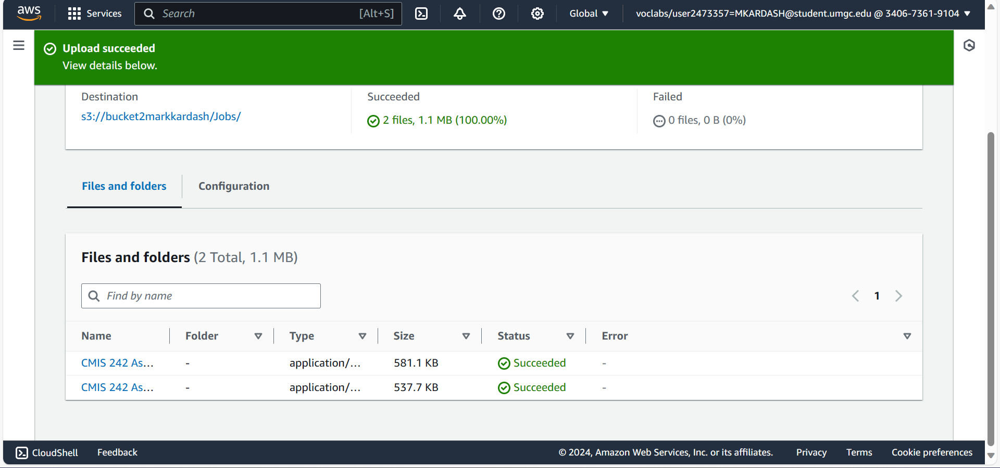 aws Services Search [Alt+S] Global voclabs/user2473357=MKARDASH@student.umgc.edu @ 3406-7361-9104
Upload succeeded
View details below.
Destination Succeeded Failed
s3://bucket2markkardash/Jobs/ 2 files, 1.1 MB (100.00%) 0 files, 0 B (0%)
Files and folders Configuration
Files and folders (2 Total, 1.1 MB)
Find by name 1
Name Folder Type Size Status Error
CMIS 242 As... - application/... 581.1 KB Succeeded -
CMIS 242 As... - application/... 537.7 KB Succeeded -
CloudShell Feedback © 2024, Amazon Web Services, Inc. or its affiliates. Privacy Terms Cookie preferences